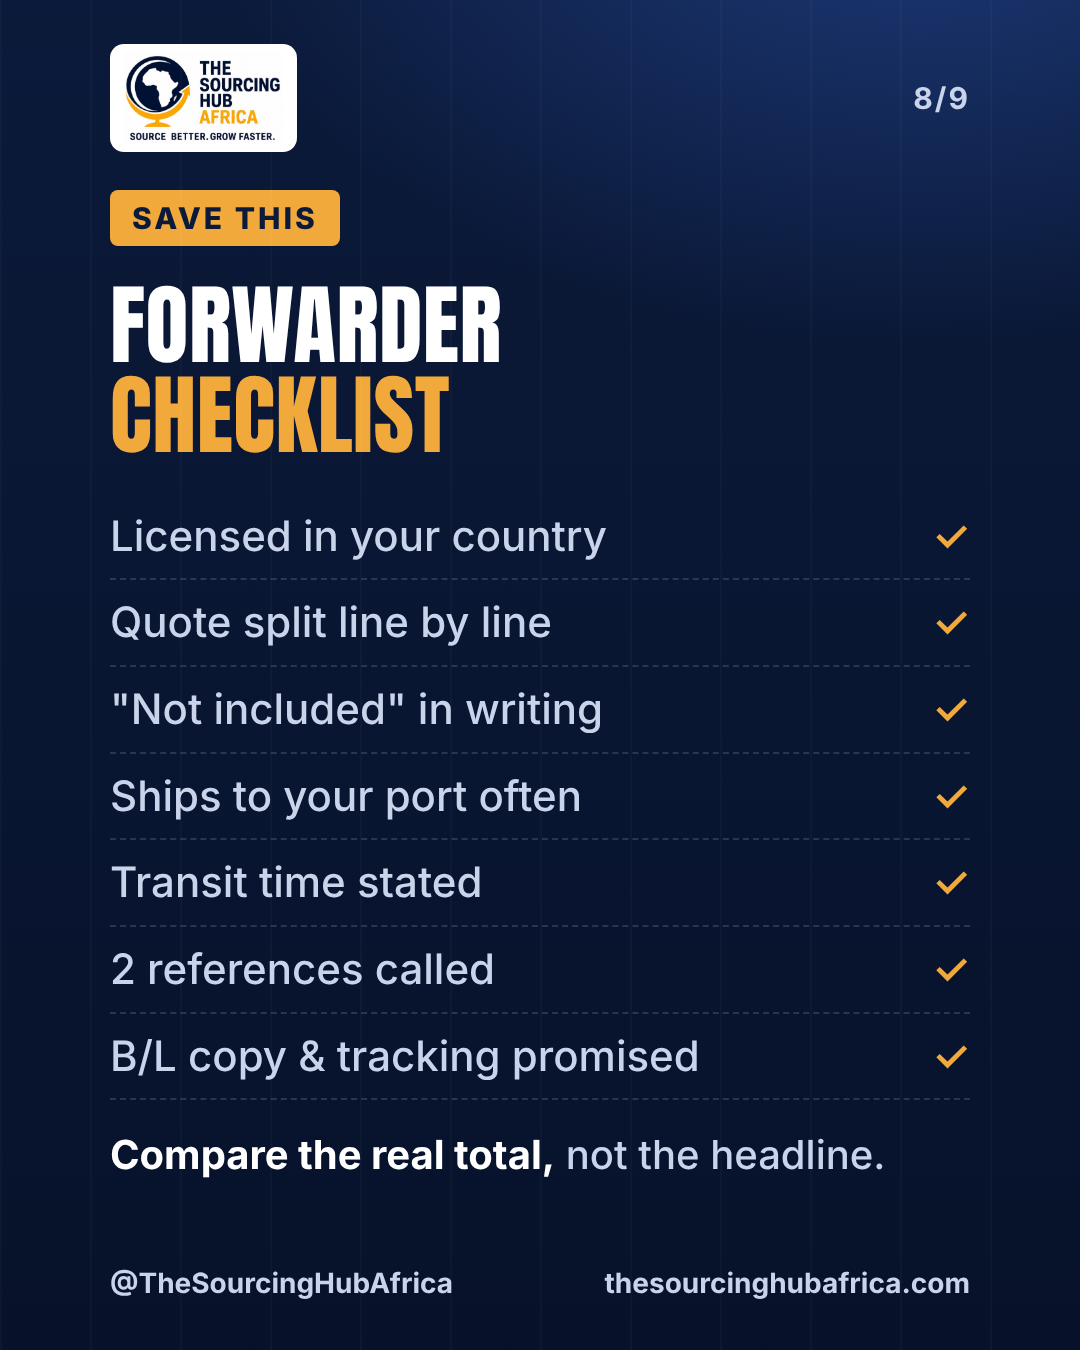 THE
SOURCING
HUB
AFRICA
SOURCE BETTER. GROW FASTER.
8/9
SAVE THIS
FORWARDER
CHECKLIST
Licensed in your country
Quote split line by line
"Not included" in writing
Ships to your port often
Transit time stated
2 references called
B/L copy & tracking promised
Compare the real total, not the headline.
@TheSourcingHubAfrica
thesourcinghubafrica.com